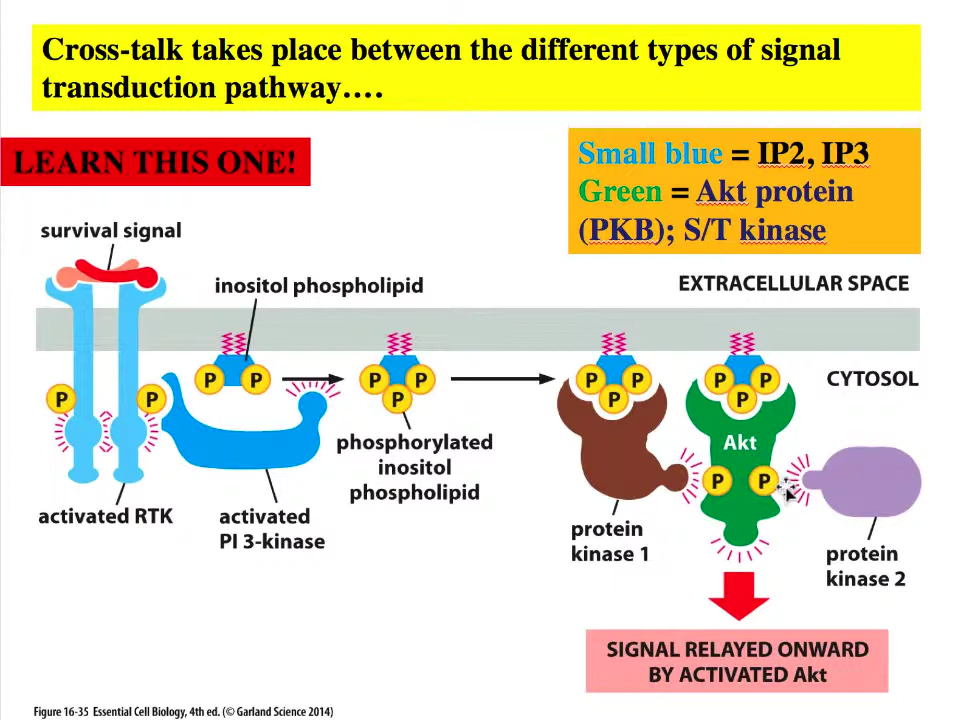 Cross-talk takes place between the different types of signal
transduction pathway….
LEARN THIS ONE!
Small blue = IP2, IP3
Green = Akt protein
(PKB); S/T kinase
survival signal
inositol phospholipid
EXTRACELLULAR SPACE
P
P
P
P
P
P
P
P
P
P
P
P
CYTOSOL
phosphorylated
inositol
phospholipid
Akt
P
P
activated RTK
activated
PI 3-kinase
protein
kinase 1
protein
kinase 2
SIGNAL RELAYED ONWARD
BY ACTIVATED Akt
Figure 16-35 Essential Cell Biology, 4th ed. (© Garland Science 2014)